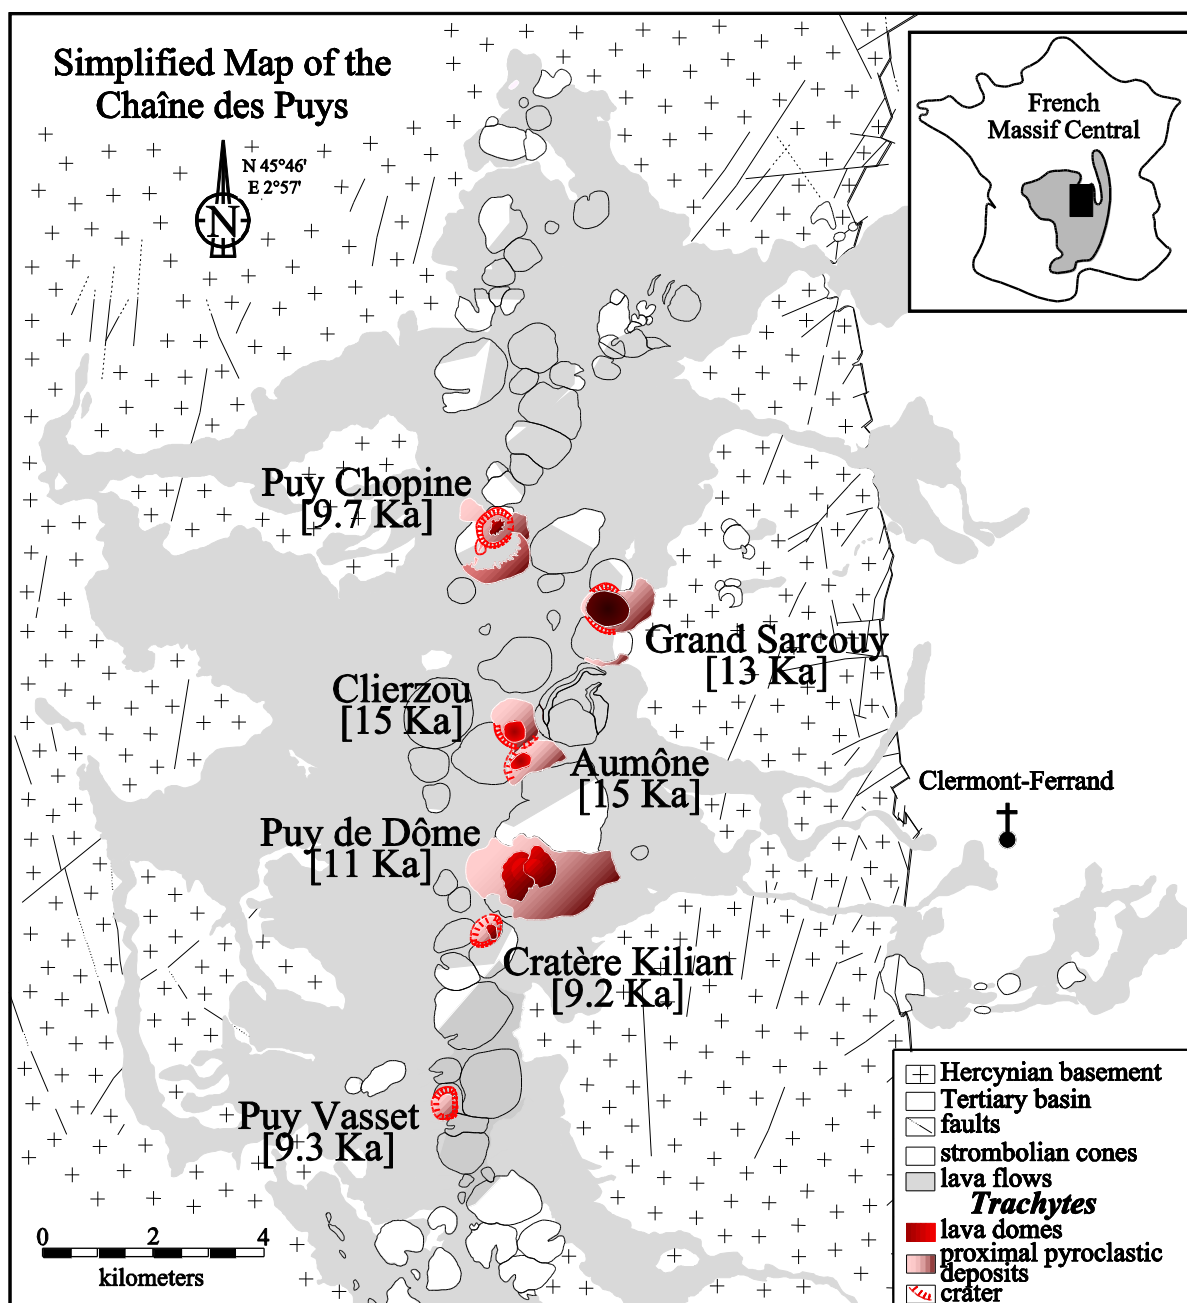 Simplified Map of the
Chaîne des Puys
N 45°46'
E 2°57'
N
French
Massif Central
Puy Chopine
[9.7 Ka]
Grand Sarcouy
[13 Ka]
Clierzou
[15 Ka]
Aumône
[15 Ka]
Clermont-Ferrand
Puy de Dôme
[11 Ka]
Cratère Kilian
[9.2 Ka]
Puy Vasset
[9.3 Ka]
0 2 4
kilometers
Hercynian basement
Tertiary basin
faults
strombolian cones
lava flows
Trachytes
lava domes
proximal pyroclastic
deposits
crater